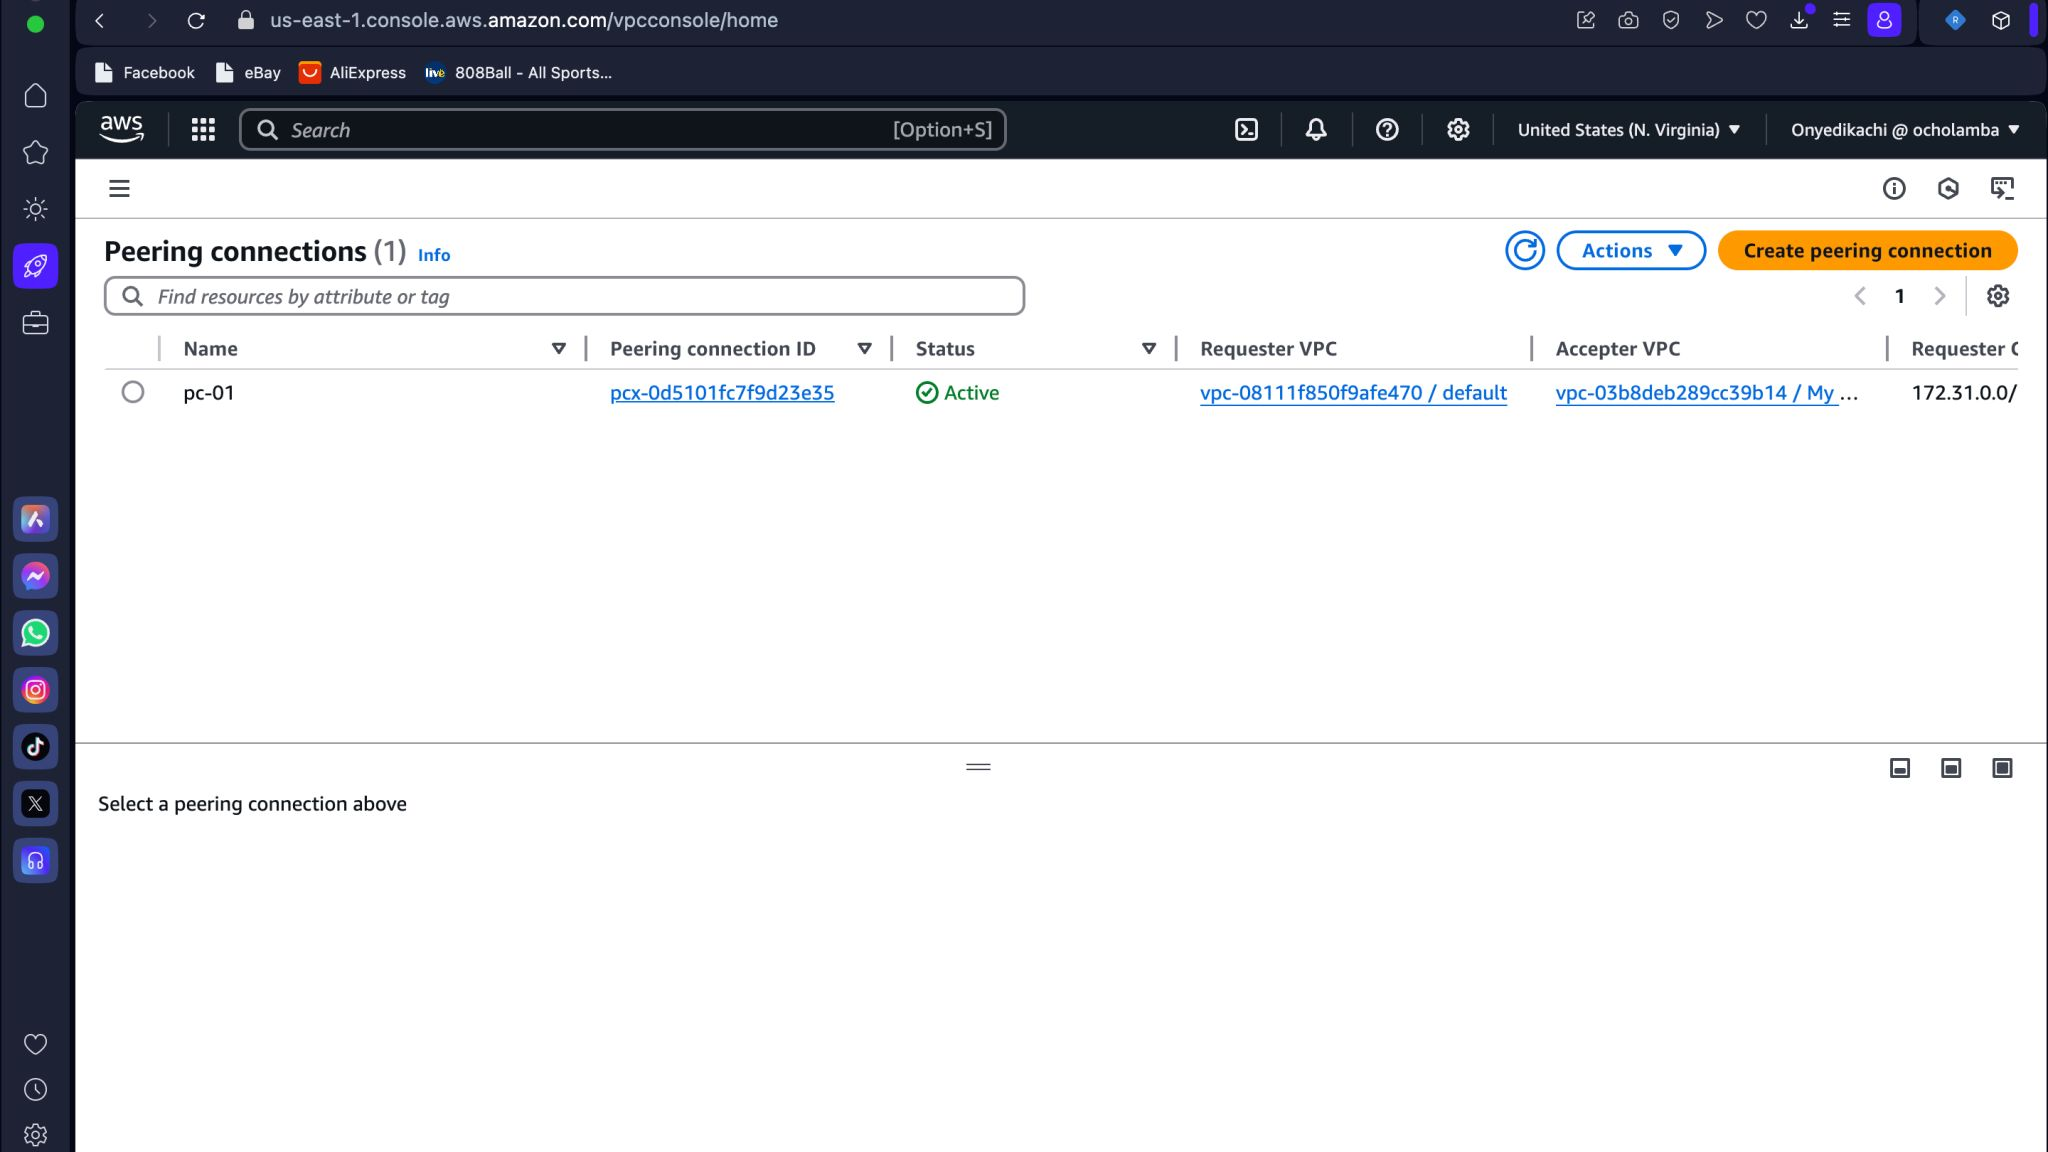 us-east-1.console.aws.amazon.com/vpcconsole/home
Facebook eBay AliExpress live 808Ball - All Sports...
aws Search [Option+S] United States (N. Virginia) Onyedikachi @ ocholamba
Peering connections (1) Info Actions Create peering connection
Find resources by attribute or tag 1
Name Peering connection ID Status Requester VPC Accepter VPC Requester C
pc-01 pcx-0d5101fc7f9d23e35 Active vpc-08111f850f9afe470 / default vpc-03b8deb289cc39b14 / My ... 172.31.0.0/
Select a peering connection above